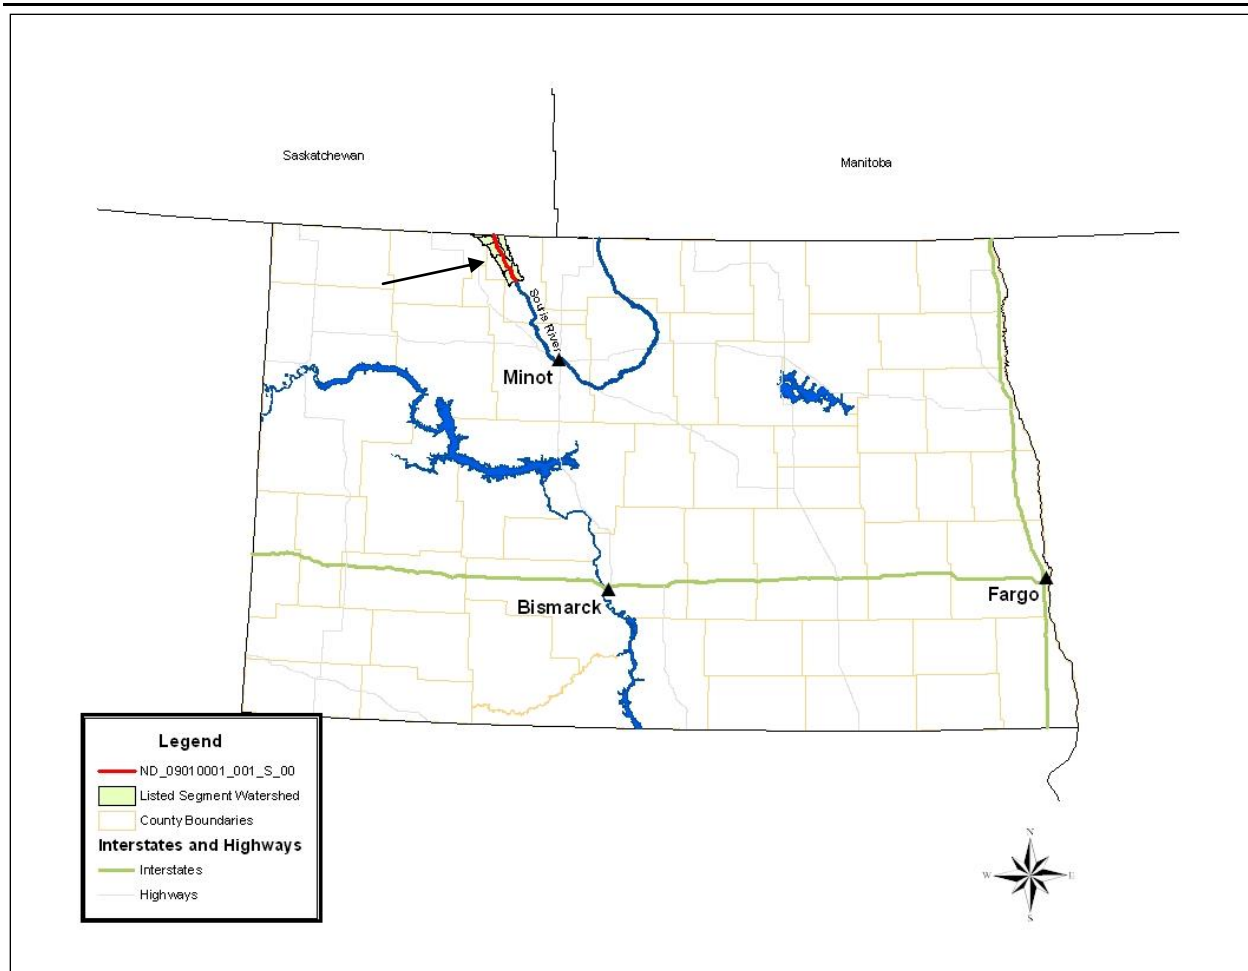 Saskatchewan
Manitoba
Souris River
Minot
Bismarck
Fargo
Legend
ND_09010001_001_S_00
Listed Segment Watershed
County Boundaries
Interstates and Highways
Interstates
Highways
N
W E
S